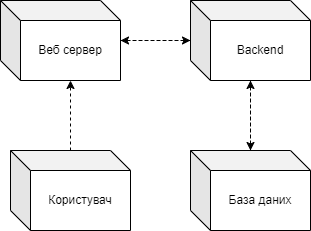 Веб сервер
Backend
Користувач
База даних